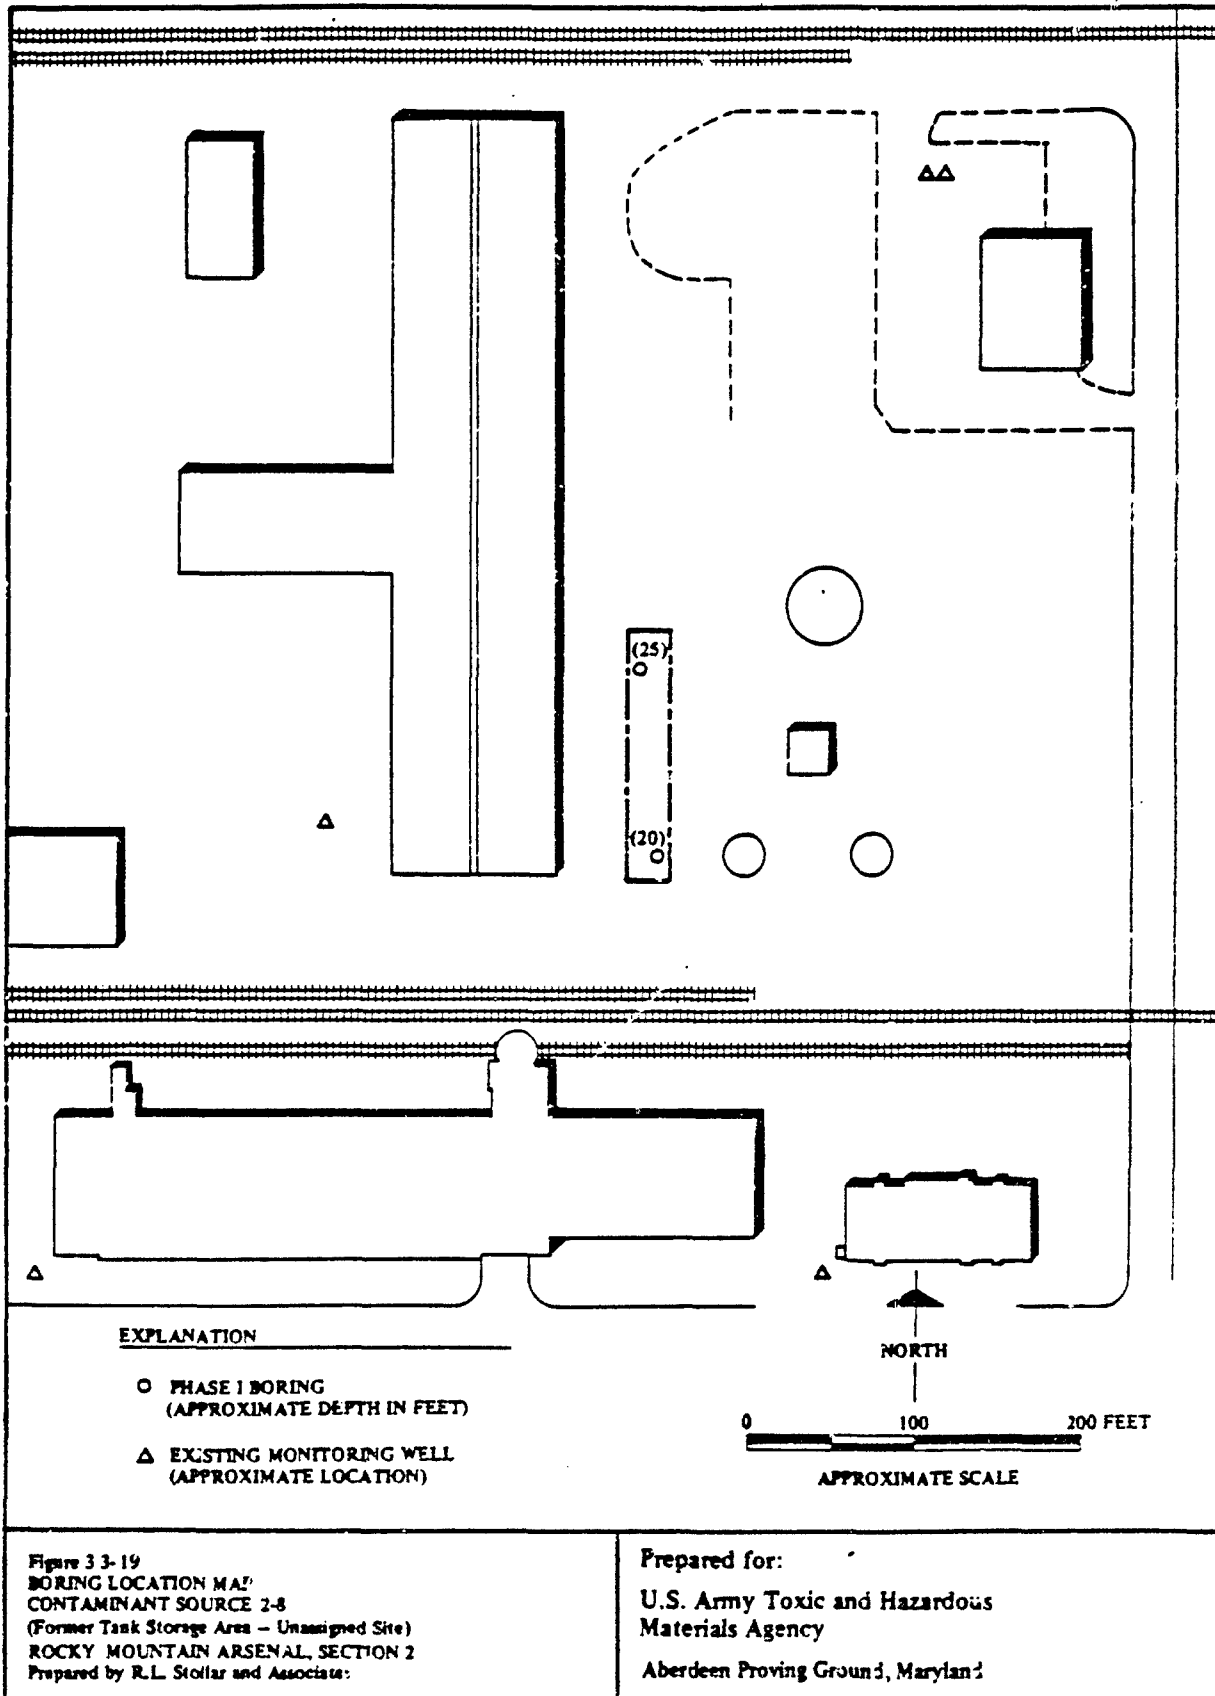 (25)
(20)
EXPLANATION
PHASE I BORING
(APPROXIMATE DEPTH IN FEET)
EXISTING MONITORING WELL
(APPROXIMATE LOCATION)
NORTH
0 100 200 FEET
APPROXIMATE SCALE
Figure 3 3-19
BORING LOCATION MAP
CONTAMINANT SOURCE 2-8
(Former Tank Storage Area – Unassigned Site)
ROCKY MOUNTAIN ARSENAL, SECTION 2
Prepared by R.L. Stollar and Associates
Prepared for:
U.S. Army Toxic and Hazardous
Materials Agency
Aberdeen Proving Ground, Maryland